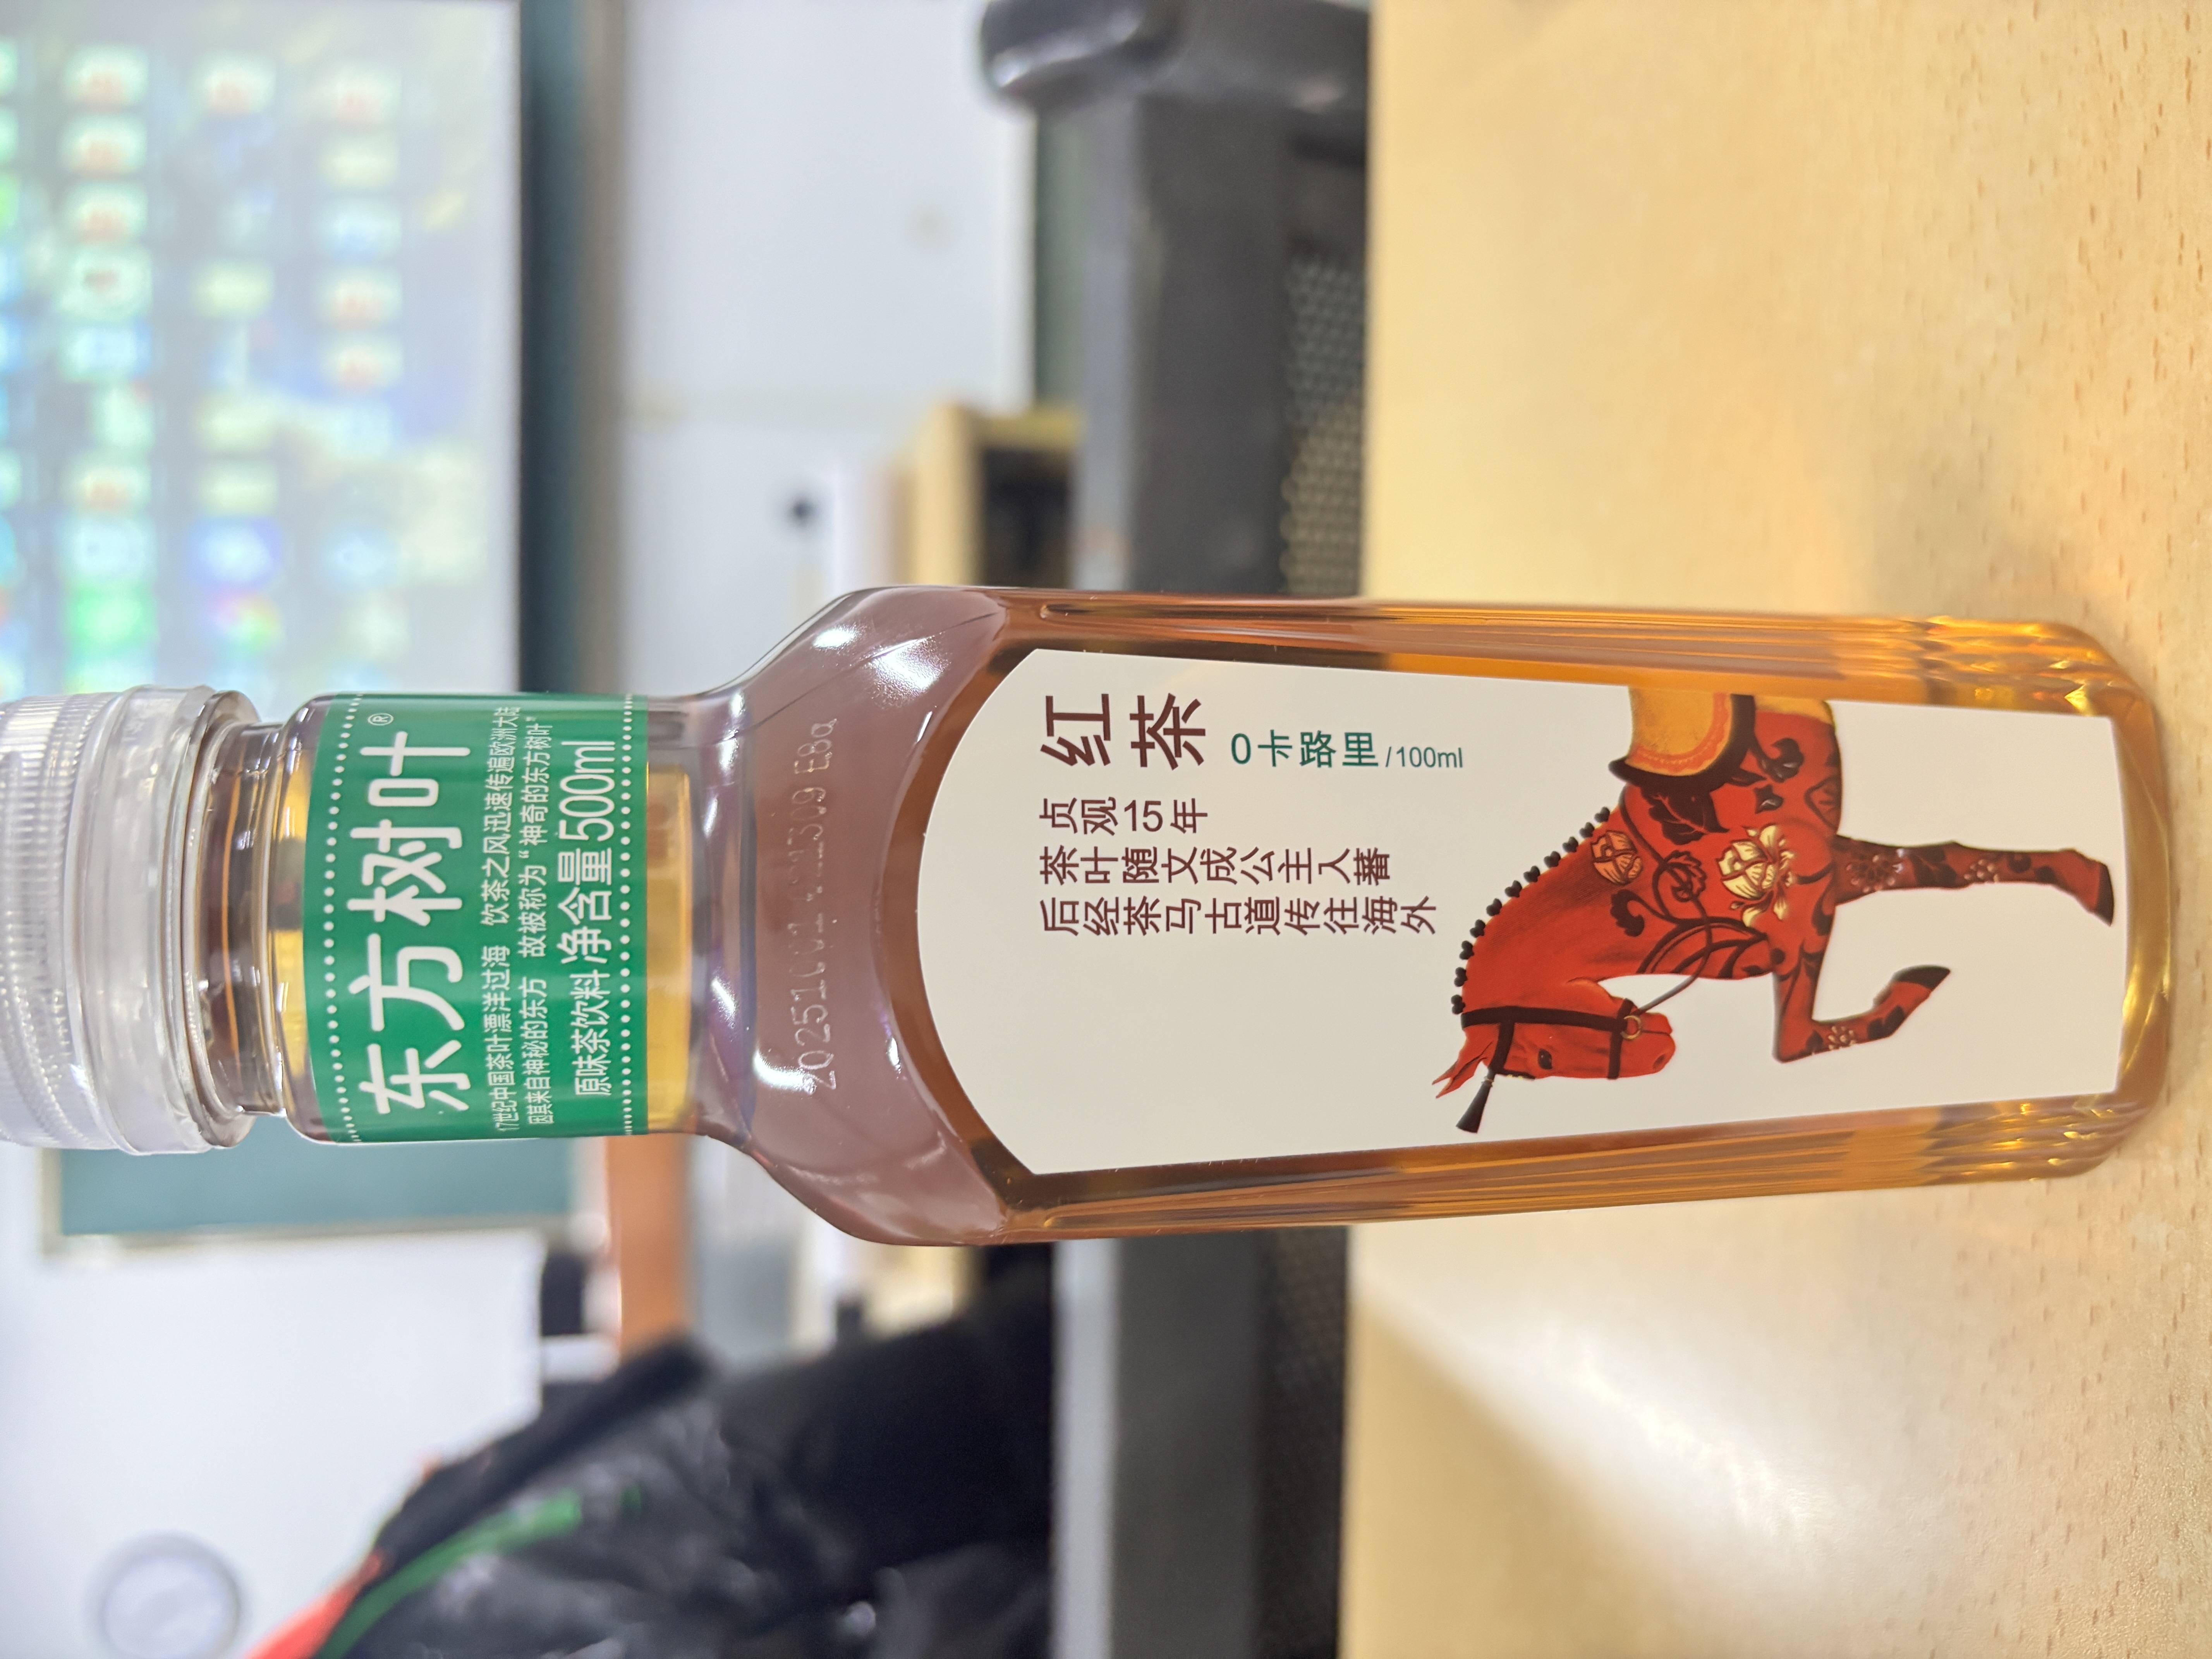 东方树叶®
17世纪中国茶叶漂洋过海 饮茶之风迅速传遍欧洲大陆
因其来自神秘的东方 故被称为“神奇的东方树叶”
原味茶饮料 净含量500ml
红茶
0卡路里/100ml
贞观15年
茶叶随文成公主入蕃
后经茶马古道传往海外